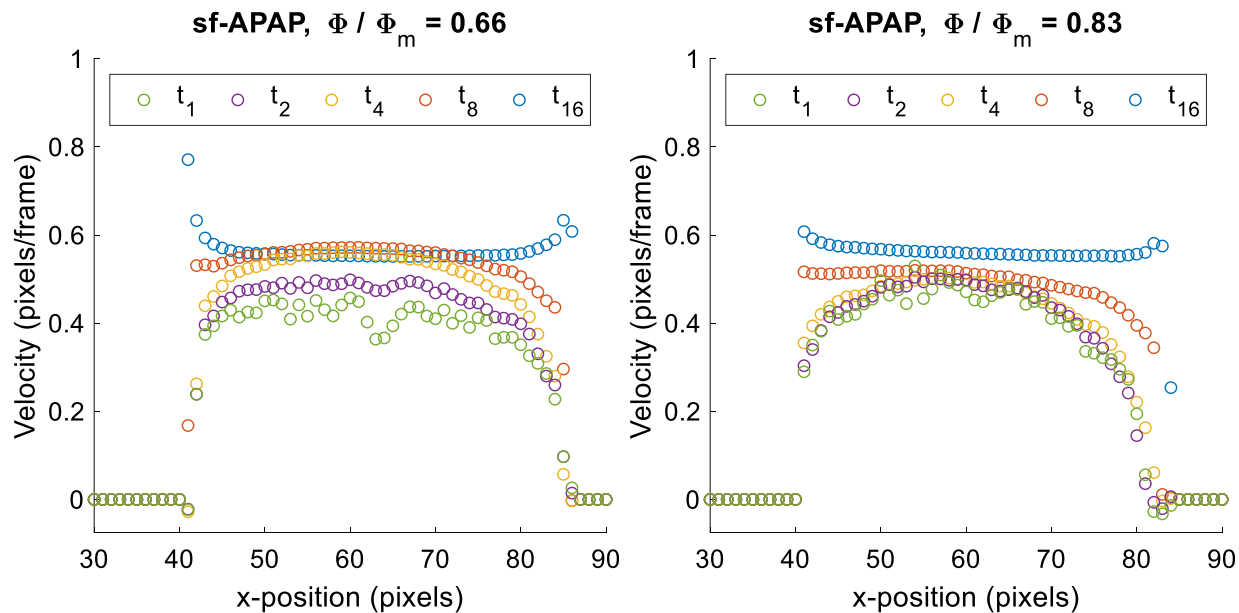 sf-APAP, Φ / Φm = 0.66
t1 t2 t4 t8 t16
1
0.8
0.6
0.4
0.2
0
Velocity (pixels/frame)
30 40 50 60 70 80 90
x-position (pixels)
sf-APAP, Φ / Φm = 0.83
t1 t2 t4 t8 t16
1
0.8
0.6
0.4
0.2
0
Velocity (pixels/frame)
30 40 50 60 70 80 90
x-position (pixels)